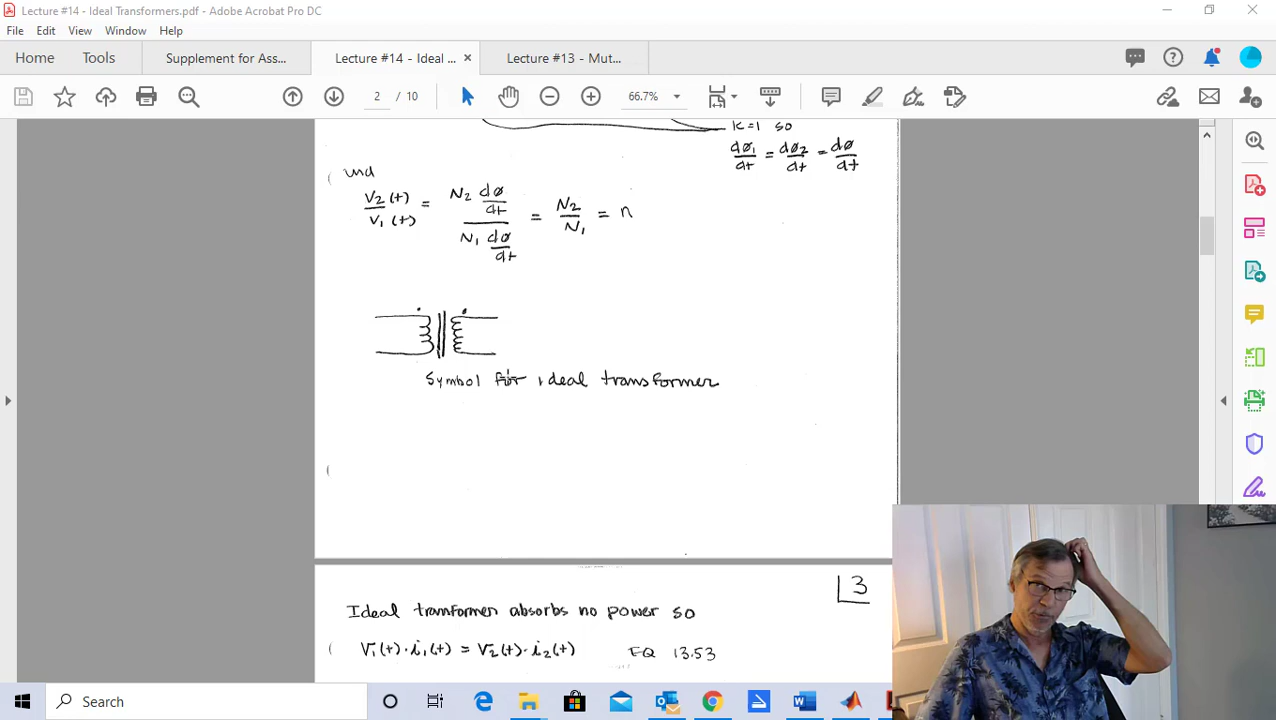 Lecture #14 - Ideal Transformers.pdf - Adobe Acrobat Pro DC
File Edit View Window Help
Home Tools Supplement for Ass... Lecture #14 - Ideal ... × Lecture #13 - Mut...
2 / 10 66.7%
k=1 so
dø1/dt = dø2/dt = dø/dt
and
V2(t)/V1(t) = N2 dø/dt / N1 dø/dt = N2/N1 = n
Symbol for ideal transformer
3
Ideal transformer absorbs no power so
V1(t)·i1(t) = V2(t)·i2(t) EQ 13.53
Search